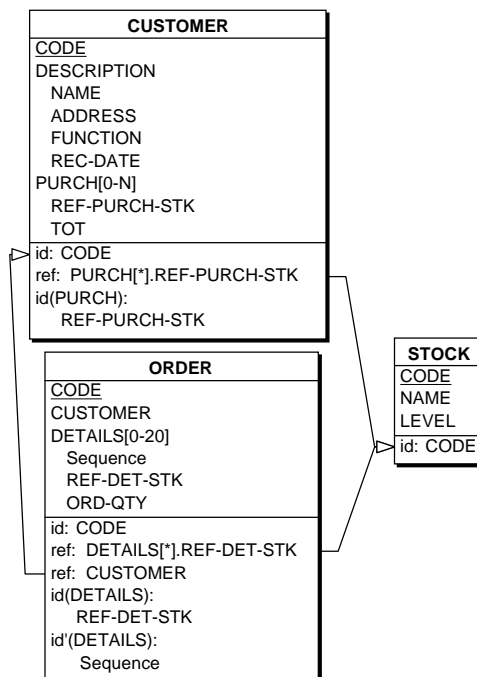 CUSTOMER
CODE
DESCRIPTION
NAME
ADDRESS
FUNCTION
REC-DATE
PURCH[0-N]
REF-PURCH-STK
TOT
id: CODE
ref: PURCH[*].REF-PURCH-STK
id(PURCH):
REF-PURCH-STK
ORDER
CODE
CUSTOMER
DETAILS[0-20]
Sequence
REF-DET-STK
ORD-QTY
id: CODE
ref: DETAILS[*].REF-DET-STK
ref: CUSTOMER
id(DETAILS):
REF-DET-STK
id'(DETAILS):
Sequence
STOCK
CODE
NAME
LEVEL
id: CODE